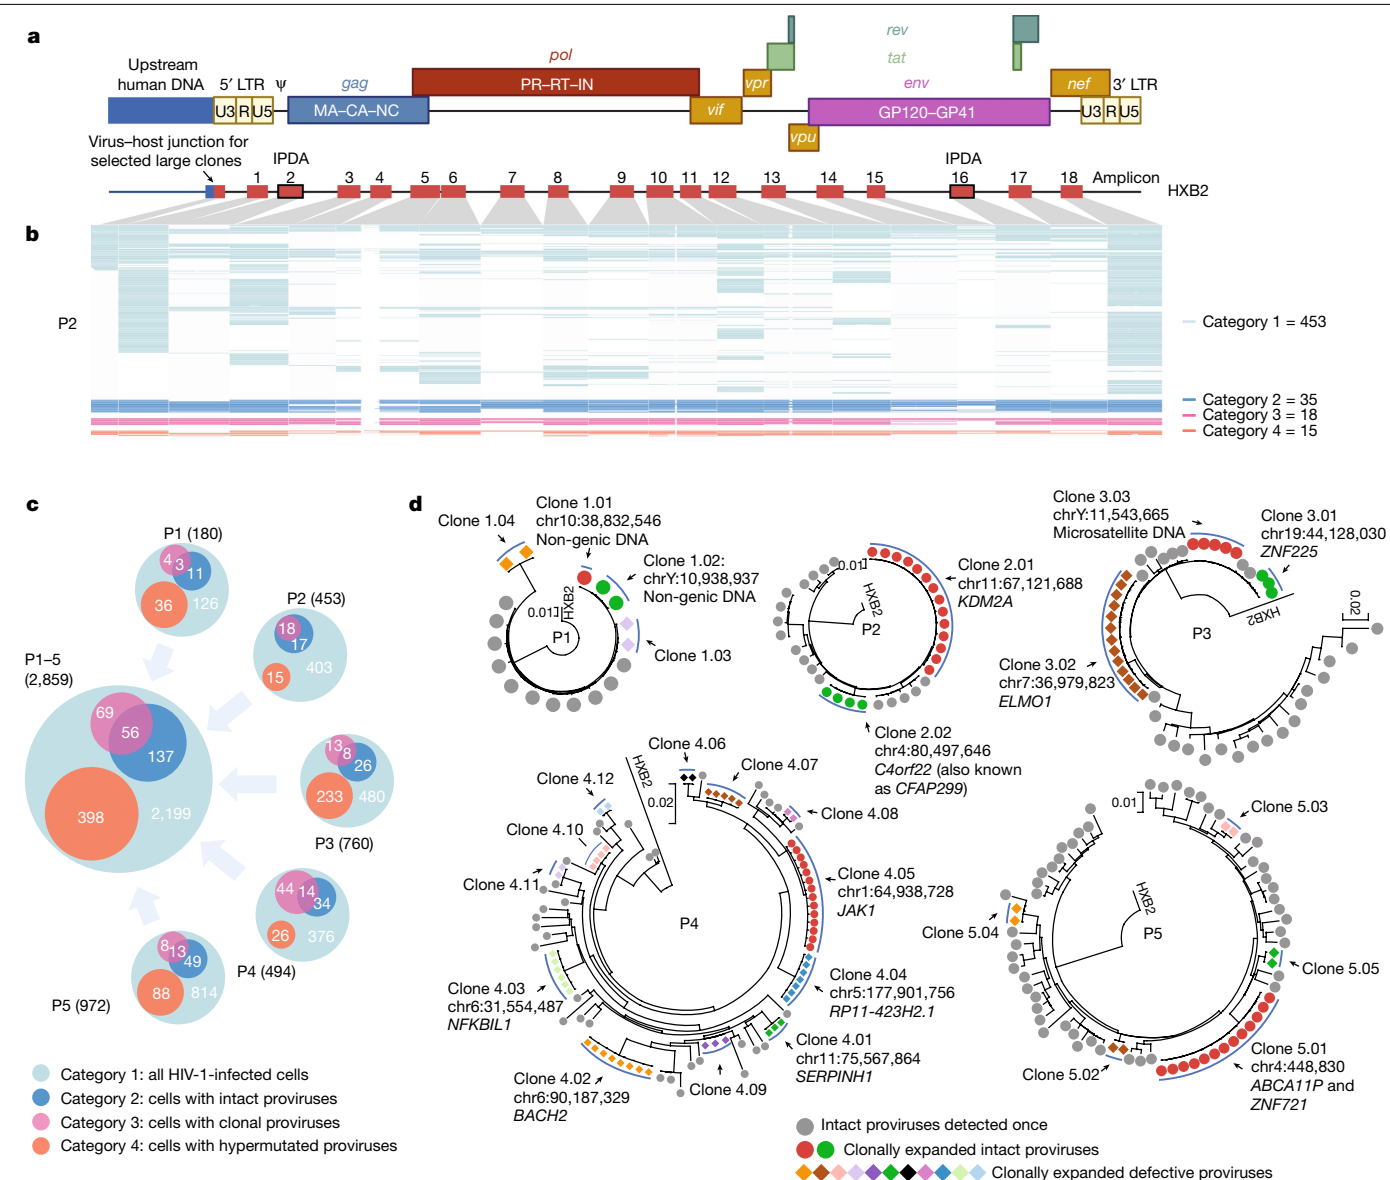 a
Upstream
human DNA
5′ LTR
ψ
gag
pol
rev
tat
env
nef
3′ LTR
U3
R
U5
MA–CA–NC
PR–RT–IN
vif
vpr
vpu
GP120–GP41
U3
R
U5
Virus–host junction for
selected large clones
IPDA
IPDA
1
2
3
4
5
6
7
8
9
10
11
12
13
14
15
16
17
18
Amplicon
HXB2
b
P2
Category 1 = 453
Category 2 = 35
Category 3 = 18
Category 4 = 15
c
P1 (180)
4
3
11
36
126
P2 (453)
18
17
15
403
P1–5
(2,859)
69
56
137
398
2,199
13
8
26
233
480
P3 (760)
44
14
34
26
376
P4 (494)
8
13
49
88
814
P5 (972)
Category 1: all HIV-1-infected cells
Category 2: cells with intact proviruses
Category 3: cells with clonal proviruses
Category 4: cells with hypermutated proviruses
d
Clone 1.04
Clone 1.01
chr10:38,832,546
Non-genic DNA
Clone 1.02:
chrY:10,938,937
Non-genic DNA
Clone 1.03
0.01
HXB2
P1
0.01
HXB2
P2
Clone 2.01
chr11:67,121,688
KDM2A
Clone 2.02
chr4:80,497,646
C4orf22 (also known
as CFAP299)
Clone 3.03
chrY:11,543,665
Microsatellite DNA
Clone 3.01
chr19:44,128,030
ZNF225
HXB2
0.02
P3
Clone 3.02
chr7:36,979,823
ELMO1
Clone 4.06
Clone 4.07
Clone 4.12
HXB2
0.02
Clone 4.08
Clone 4.10
Clone 4.11
Clone 4.05
chr1:64,938,728
JAK1
P4
Clone 4.04
chr5:177,901,756
RP11-423H2.1
Clone 4.03
chr6:31,554,487
NFKBIL1
Clone 4.01
chr11:75,567,864
SERPINH1
Clone 4.02
chr6:90,187,329
BACH2
Clone 4.09
0.01
Clone 5.03
HXB2
P5
Clone 5.04
Clone 5.05
Clone 5.02
Clone 5.01
chr4:448,830
ABCA11P and
ZNF721
Intact proviruses detected once
Clonally expanded intact proviruses
Clonally expanded defective proviruses